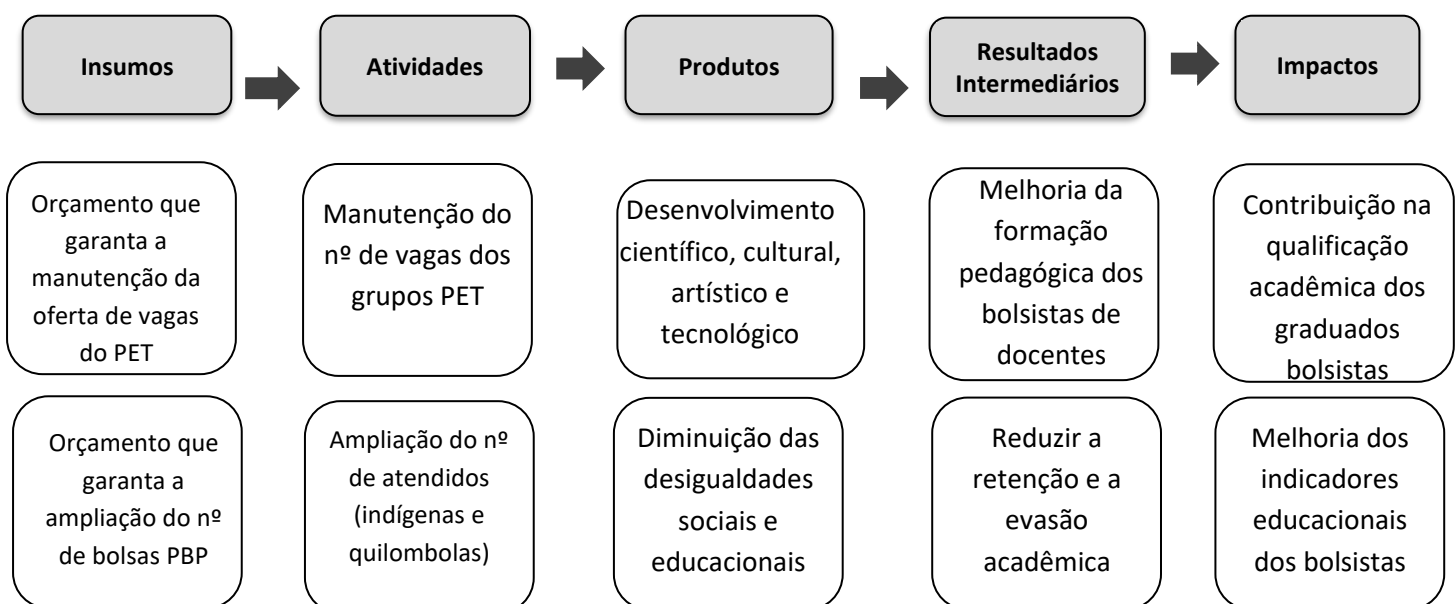 Insumos
Atividades
Produtos
Resultados
Intermediários
Impactos
Orçamento que
garanta a
manutenção da
oferta de vagas
do PET
Manutenção do
nº de vagas dos
grupos PET
Desenvolvimento
científico, cultural,
artístico e
tecnológico
Melhoria da
formação
pedagógica dos
bolsistas de
docentes
Contribuição na
qualificação
acadêmica dos
graduados
bolsistas
Orçamento que
garanta a
ampliação do nº
de bolsas PBP
Ampliação do nº
de atendidos
(indígenas e
quilombolas)
Diminuição das
desigualdades
sociais e
educacionais
Reduzir a
retenção e a
evasão
acadêmica
Melhoria dos
indicadores
educacionais
dos bolsistas